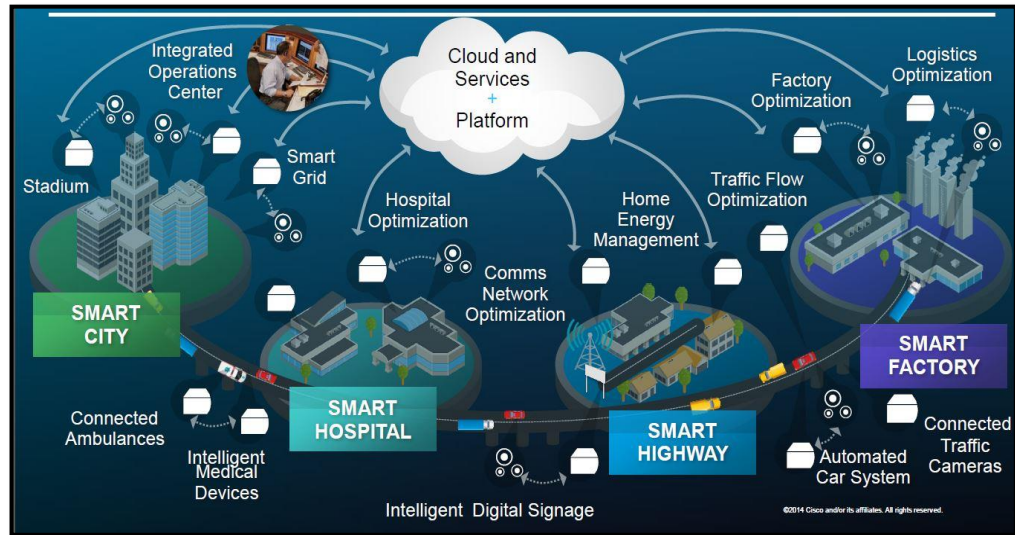 Integrated
Operations
Center
Cloud and
Services
+
Platform
Logistics
Optimization
Factory
Optimization
Stadium
Smart
Grid
Hospital
Optimization
Home
Energy
Management
Traffic Flow
Optimization
Comms
Network
Optimization
SMART
CITY
SMART
HOSPITAL
SMART
HIGHWAY
SMART
FACTORY
Connected
Ambulances
Intelligent
Medical
Devices
Intelligent Digital Signage
Automated
Car System
Connected
Traffic
Cameras
©2014 Cisco and/or its affiliates. All rights reserved.